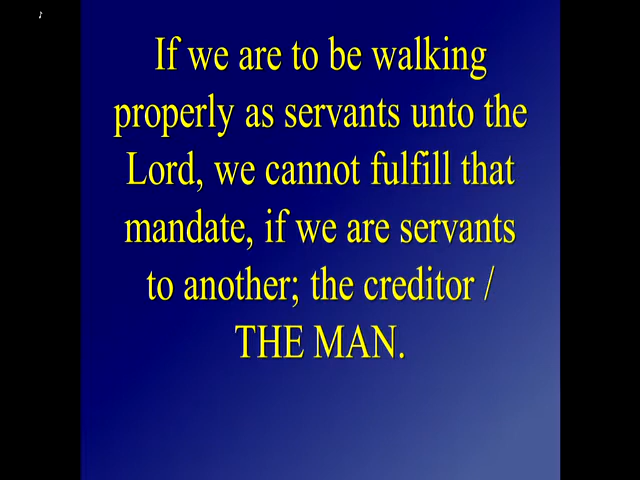 If we are to be walking
properly as servants unto the
Lord, we cannot fulfill that
mandate, if we are servants
to another; the creditor /
THE MAN.